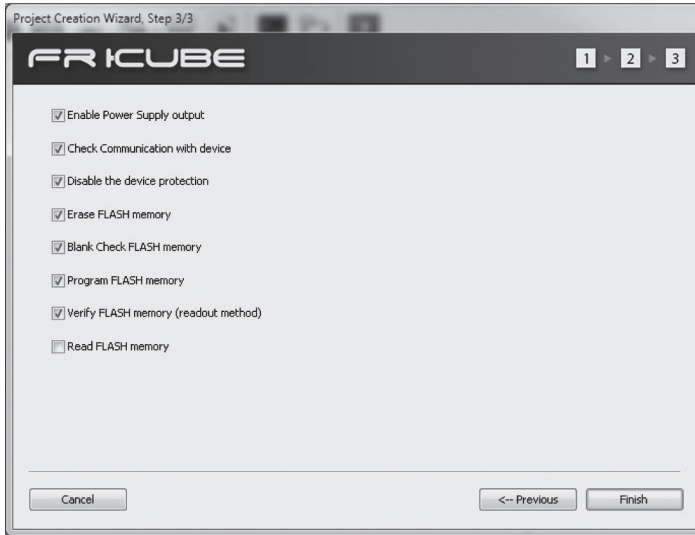 Project Creation Wizard, Step 3/3
FR CUBE
1 2 3
Enable Power Supply output
Check Communication with device
Disable the device protection
Erase FLASH memory
Blank Check FLASH memory
Program FLASH memory
Verify FLASH memory (readout method)
Read FLASH memory
Cancel
<-- Previous
Finish